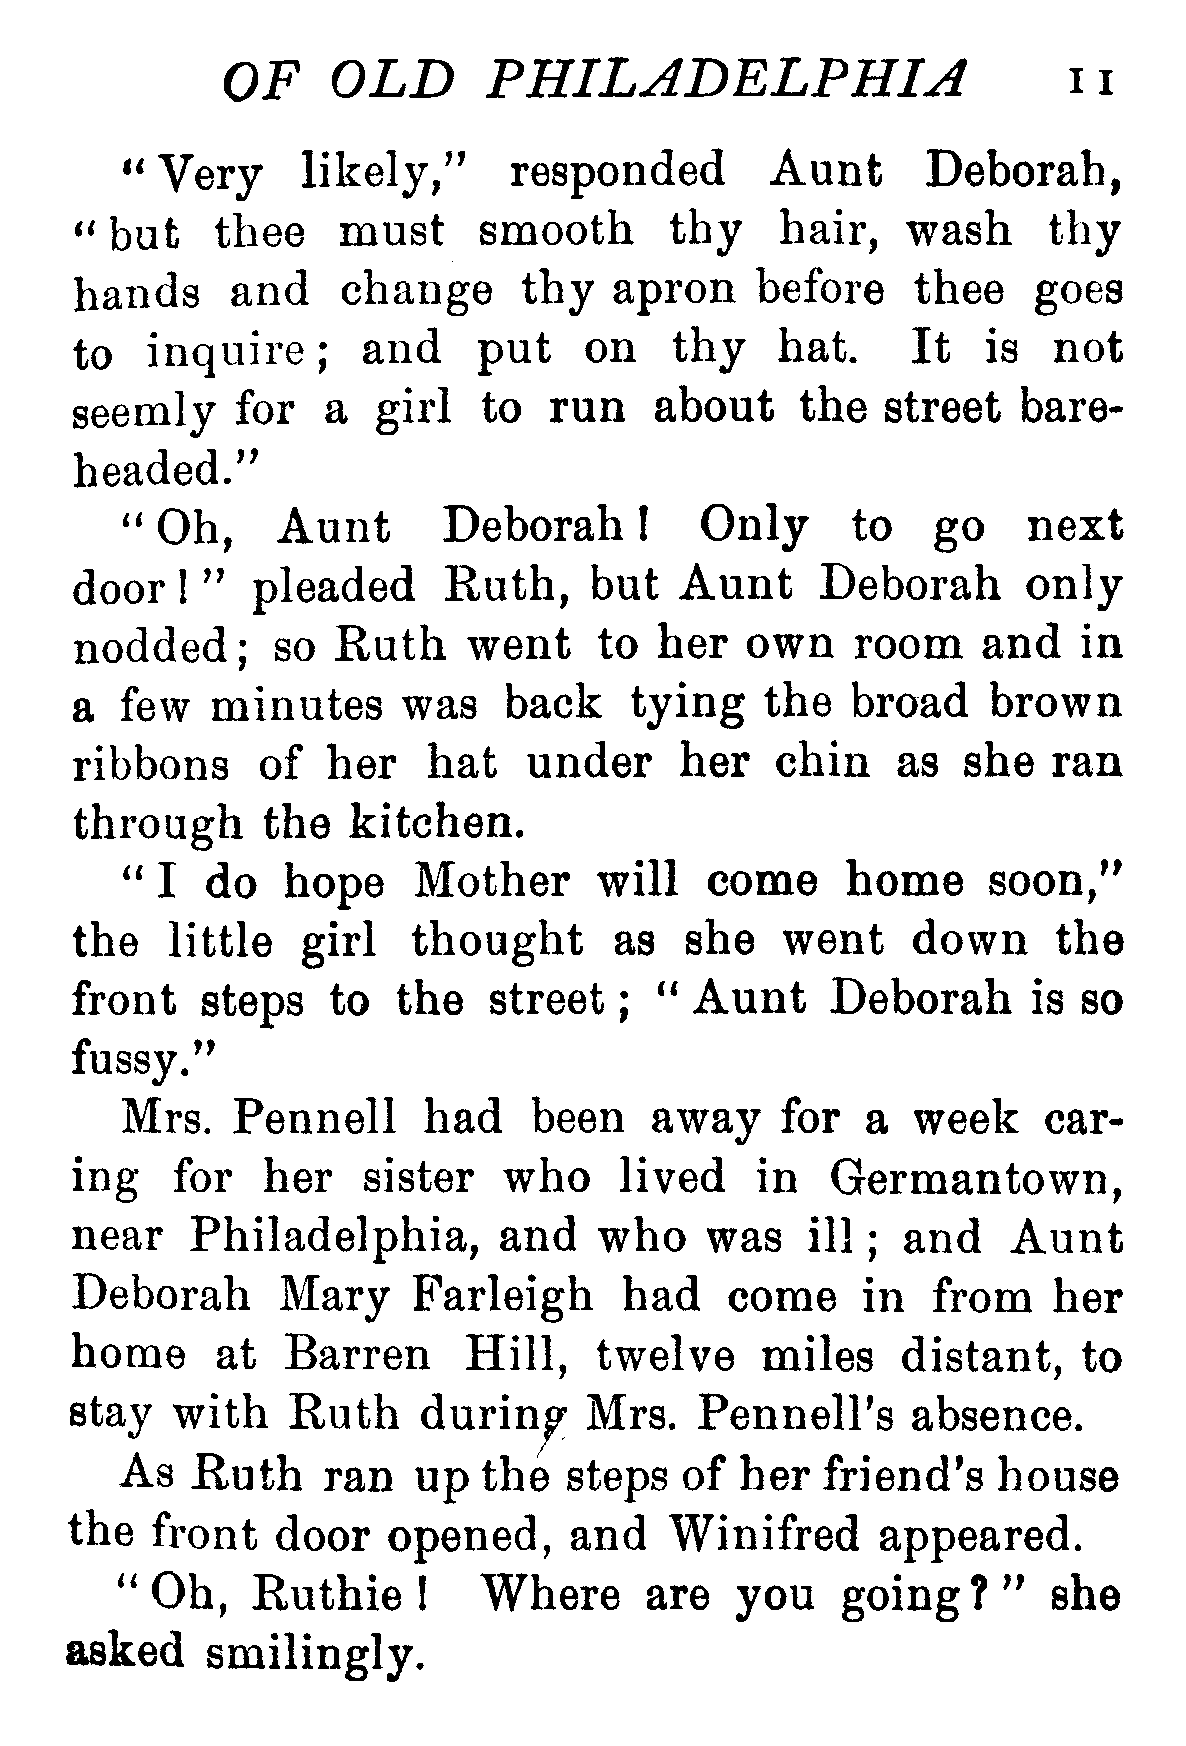 OF OLD PHILADELPHIA 11
“Very likely,” responded Aunt Deborah,
“but thee must smooth thy hair, wash thy
hands and change thy apron before thee goes
to inquire; and put on thy hat. It is not
seemly for a girl to run about the street bare-
headed.”
“Oh, Aunt Deborah! Only to go next
door!” pleaded Ruth, but Aunt Deborah only
nodded; so Ruth went to her own room and in
a few minutes was back tying the broad brown
ribbons of her hat under her chin as she ran
through the kitchen.
“I do hope Mother will come home soon,”
the little girl thought as she went down the
front steps to the street; “Aunt Deborah is so
fussy.”
Mrs. Pennell had been away for a week car-
ing for her sister who lived in Germantown,
near Philadelphia, and who was ill; and Aunt
Deborah Mary Farleigh had come in from her
home at Barren Hill, twelve miles distant, to
stay with Ruth during Mrs. Pennell's absence.
As Ruth ran up the steps of her friend's house
the front door opened, and Winifred appeared.
“Oh, Ruthie! Where are you going?” she
asked smilingly.